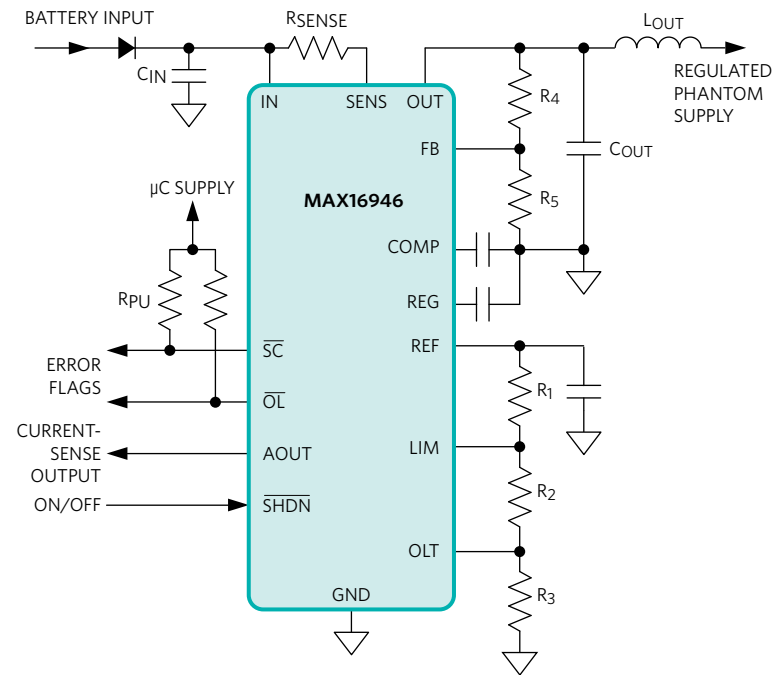 BATTERY INPUT
RSENSE
LOUT
CIN
IN
SENS
OUT
R4
REGULATED
PHANTOM
SUPPLY
FB
COUT
µC SUPPLY
MAX16946
R5
COMP
RPU
REG
SC
REF
ERROR
FLAGS
R1
OL
CURRENT-
SENSE
OUTPUT
AOUT
LIM
ON/OFF
SHDN
R2
OLT
GND
R3